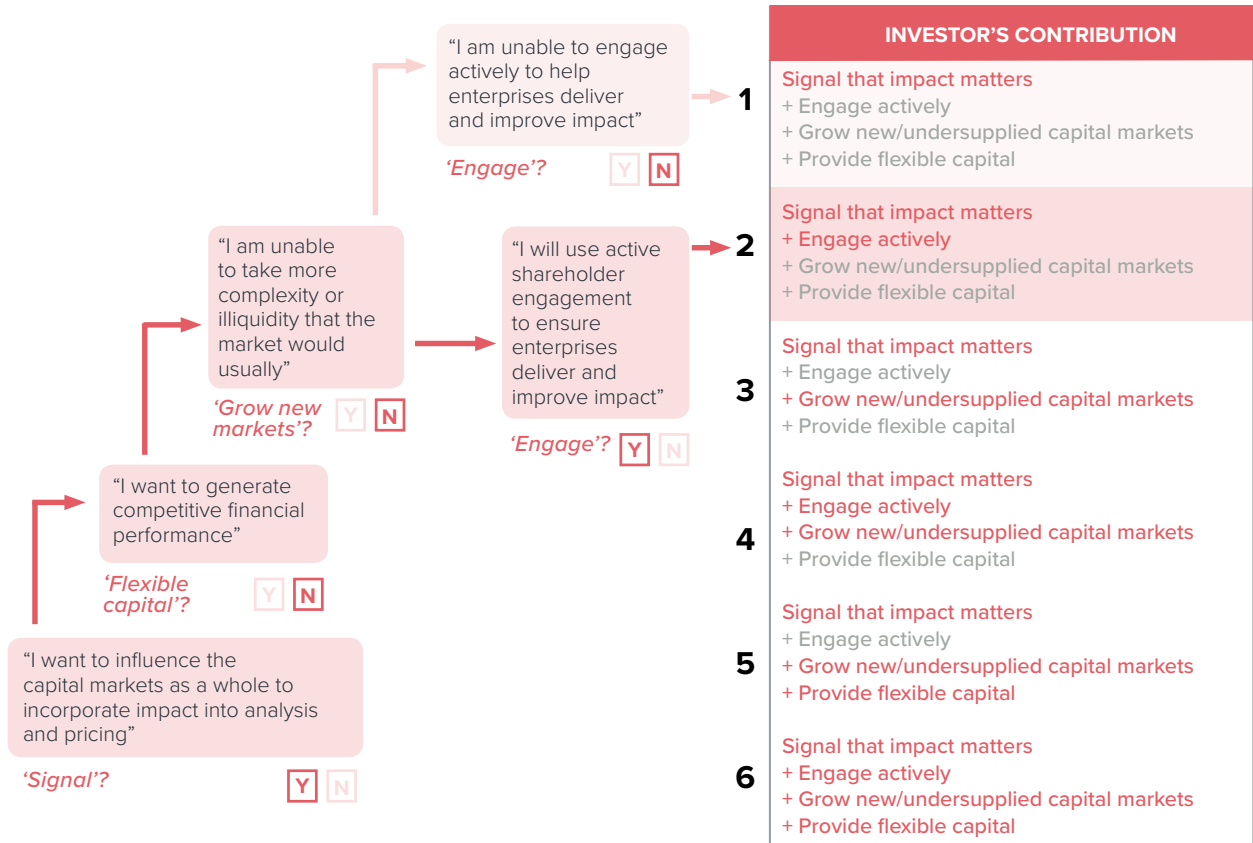 “I am unable to engage
actively to help
enterprises deliver
and improve impact”
‘Engage’?
Y N
“I am unable
to take more
complexity or
illiquidity that the
market would
usually”
‘Grow new
markets’?
Y N
“I will use active
shareholder
engagement
to ensure
enterprises
deliver and
improve impact”
‘Engage’?
Y N
“I want to generate
competitive financial
performance”
‘Flexible
capital’?
Y N
“I want to influence the
capital markets as a whole to
incorporate impact into analysis
and pricing”
‘Signal’?
Y N
INVESTOR’S CONTRIBUTION
1
Signal that impact matters
+ Engage actively
+ Grow new/undersupplied capital markets
+ Provide flexible capital
2
Signal that impact matters
+ Engage actively
+ Grow new/undersupplied capital markets
+ Provide flexible capital
3
Signal that impact matters
+ Engage actively
+ Grow new/undersupplied capital markets
+ Provide flexible capital
4
Signal that impact matters
+ Engage actively
+ Grow new/undersupplied capital markets
+ Provide flexible capital
5
Signal that impact matters
+ Engage actively
+ Grow new/undersupplied capital markets
+ Provide flexible capital
6
Signal that impact matters
+ Engage actively
+ Grow new/undersupplied capital markets
+ Provide flexible capital